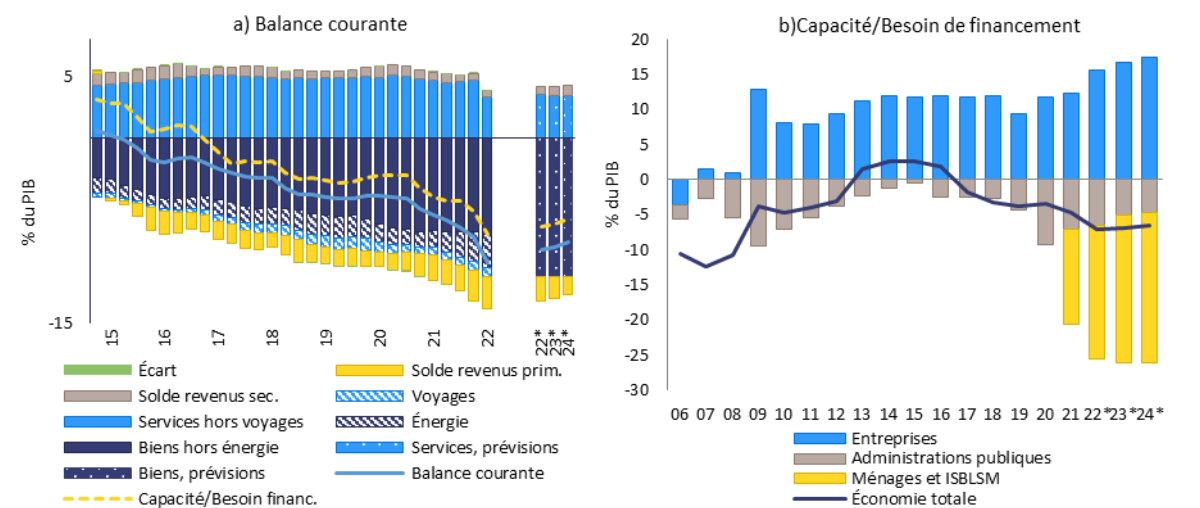 a) Balance courante
% du PIB
5
-15
15 16 17 18 19 20 21 22 22* 23* 24*
Écart
Solde revenus prim.
Solde revenus sec.
Voyages
Services hors voyages
Énergie
Biens hors énergie
Services, prévisions
Biens, prévisions
Balance courante
Capacité/Besoin financ.
b)Capacité/Besoin de financement
% du PIB
20
15
10
5
0
-5
-10
-15
-20
-25
-30
06 07 08 09 10 11 12 13 14 15 16 17 18 19 20 21 22* 23* 24*
Entreprises
Administrations publiques
Ménages et ISBLSM
Économie totale